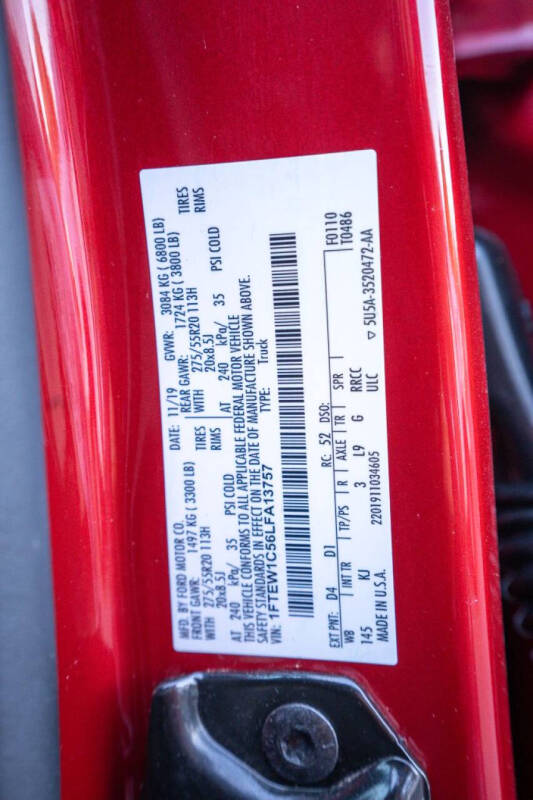 MFD. BY FORD MOTOR CO. DATE: 11/19 GVWR: 3084 KG (6800 LB)
FRONT GAWR: 1497 KG (3300 LB) REAR GAWR: 1724 KG (3800 LB)
WITH 275/55R20 113H TIRES WITH 275/55R20 113H TIRES
20x8.5J RIMS 20x8.5J RIMS
AT 240 kPa/ 35 PSI COLD AT 240 kPa/ 35 PSI COLD
THIS VEHICLE CONFORMS TO ALL APPLICABLE FEDERAL MOTOR VEHICLE
SAFETY STANDARDS IN EFFECT ON THE DATE OF MANUFACTURE SHOWN ABOVE.
VIN: 1FTEW1C56LFA13757 TYPE: Truck
F0110
T0486
EXT PNT: D4 D1 RC: 52 DSO:
WB INT TR TP/PS R AXLE TR SPR
145 KJ 3 L9 G RRCC
MADE IN U.S.A. 2201911034605 ULC
▽ 5U5A-3520472-AA